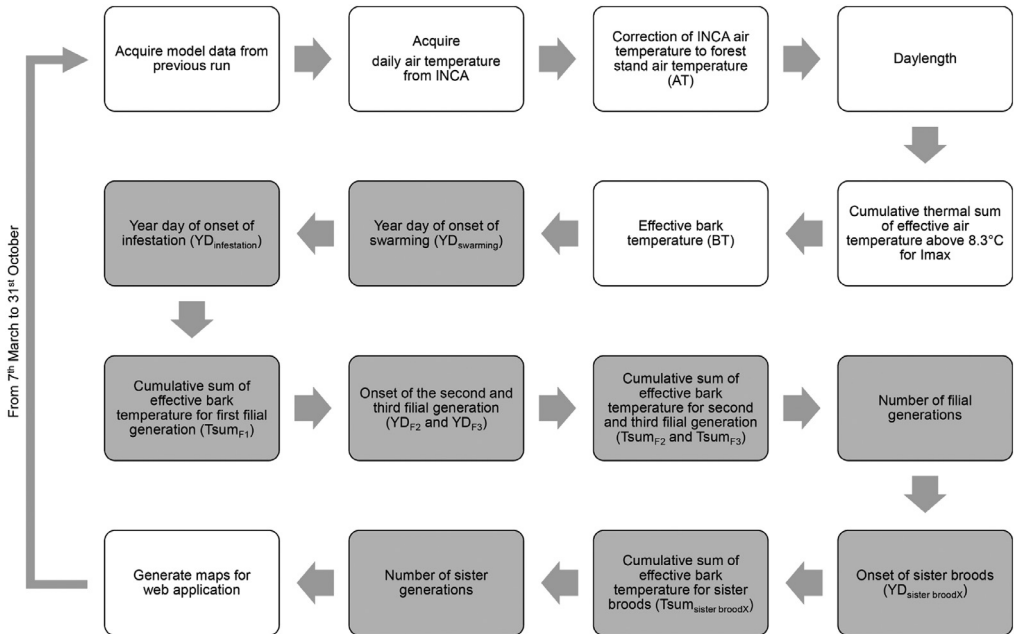 Acquire model data from
previous run
Acquire
daily air temperature
from INCA
Correction of INCA air
temperature to forest
stand air temperature
(AT)
Daylength
Cumulative thermal sum
of effective air
temperature above 8.3°C
for Imax
Effective bark
temperature (BT)
Year day of onset of
swarming (YDswarming)
Year day of onset of
infestation (YDinfestation)
Cumulative sum of
effective bark
temperature for first filial
generation (TsumF1)
Onset of the second and
third filial generation
(YDF2 and YDF3)
Cumulative sum of
effective bark
temperature for second
and third filial generation
(TsumF2 and TsumF3)
Number of filial
generations
Onset of sister broods
(YDsister broodX)
Cumulative sum of
effective bark
temperature for sister
broods (Tsumsister broodX)
Number of sister
generations
Generate maps for
web application
From 7th March to 31st October